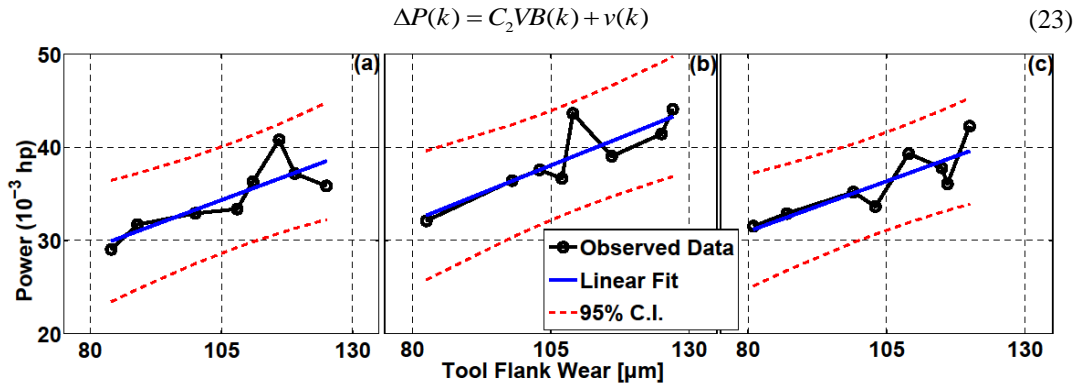 ΔP(k) = C₂VB(k) + v(k) (23)
50
40
30
20
Power (10⁻³ hp)
(a)
(b)
(c)
Observed Data
Linear Fit
95% C.I.
80 105 130 80 105 130 80 105 130
Tool Flank Wear [µm]